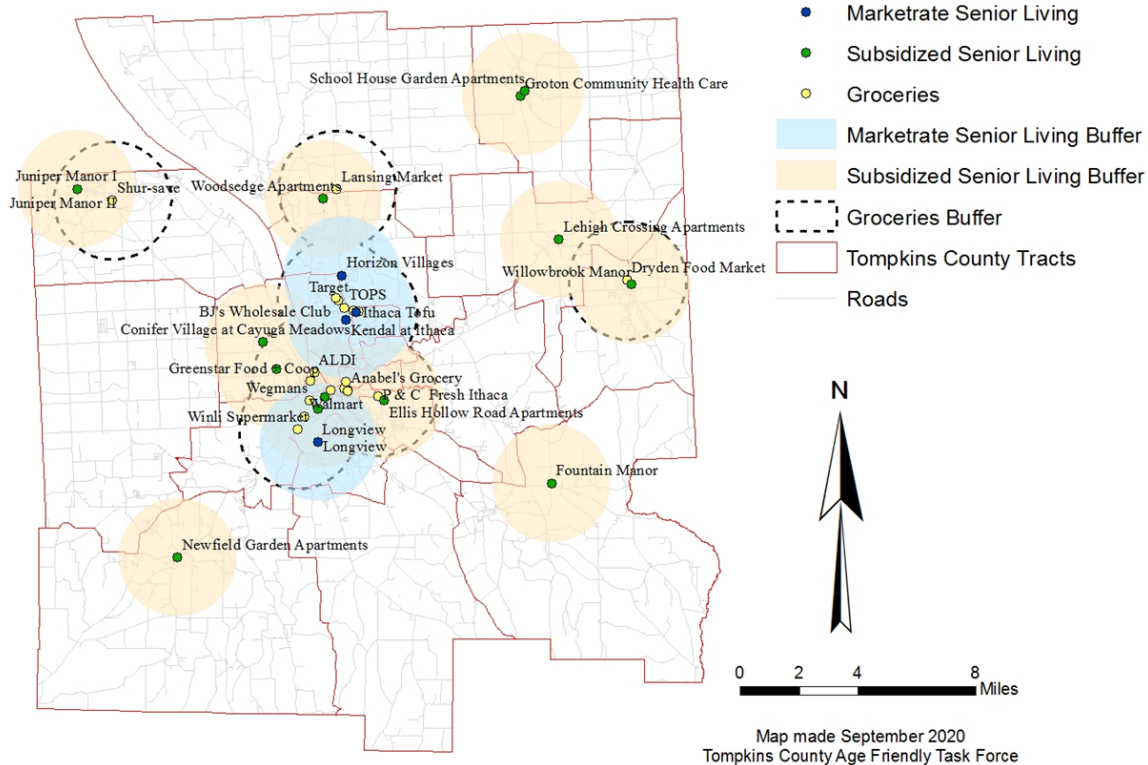 Marketrate Senior Living
Subsidized Senior Living
Groceries
Marketrate Senior Living Buffer
Subsidized Senior Living Buffer
Groceries Buffer
Tompkins County Tracts
Roads
School House Garden Apartments
Groton Community Health Care
Juniper Manor I
Shur-save
Juniper Manor II
Woodsedge Apartments
Lansing Market
Lehigh Crossing Apartments
Willowbrook Manor
Dryden Food Market
Horizon Villages
Target
TOPS
BJ's Wholesale Club
Ithaca Tofu
Conifer Village at Cayuga Meadows
Kendal at Ithaca
ALDI
Greenstar Food Coop
Anabel's Grocery
Wegmans
P & C Fresh Ithaca
Walmart
Ellis Hollow Road Apartments
Winli Supermarket
Longview
Longview
Fountain Manor
Newfield Garden Apartments
N
0 2 4 8
Miles
Map made September 2020
Tompkins County Age Friendly Task Force